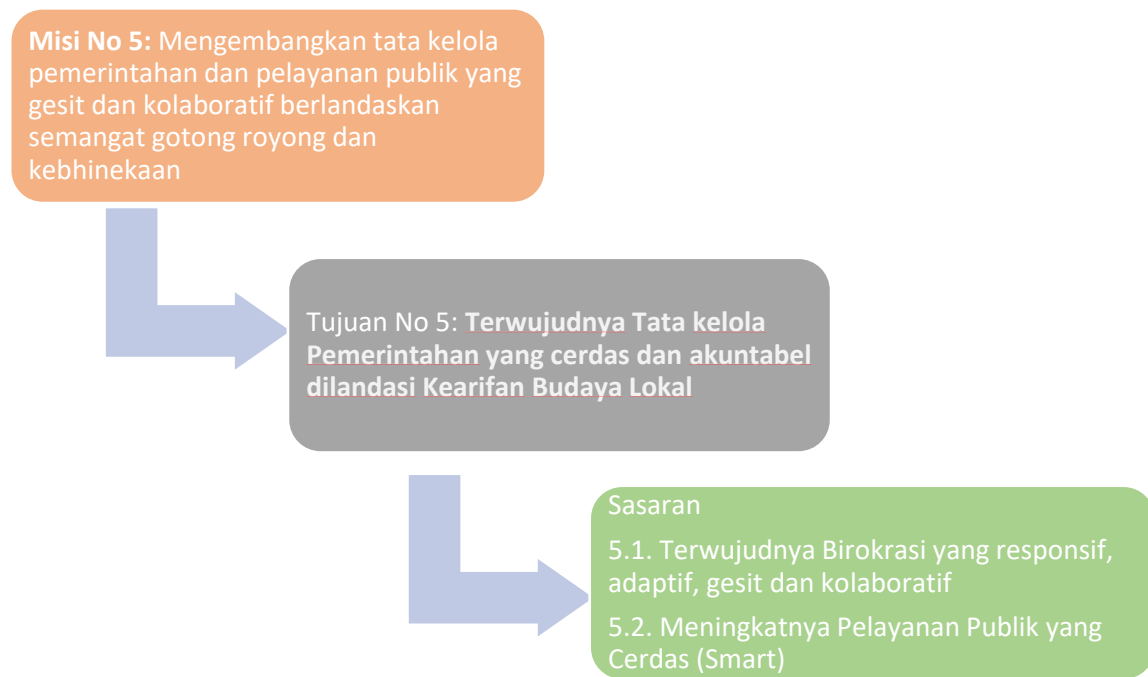 Misi No 5: Mengembangkan tata kelola
pemerintahan dan pelayanan publik yang
gesit dan kolaboratif berlandaskan
semangat gotong royong dan
kebhinekaan
Tujuan No 5: Terwujudnya Tata kelola
Pemerintahan yang cerdas dan akuntabel
dilandasi Kearifan Budaya Lokal
Sasaran
5.1. Terwujudnya Birokrasi yang responsif,
adaptif, gesit dan kolaboratif
5.2. Meningkatnya Pelayanan Publik yang
Cerdas (Smart)